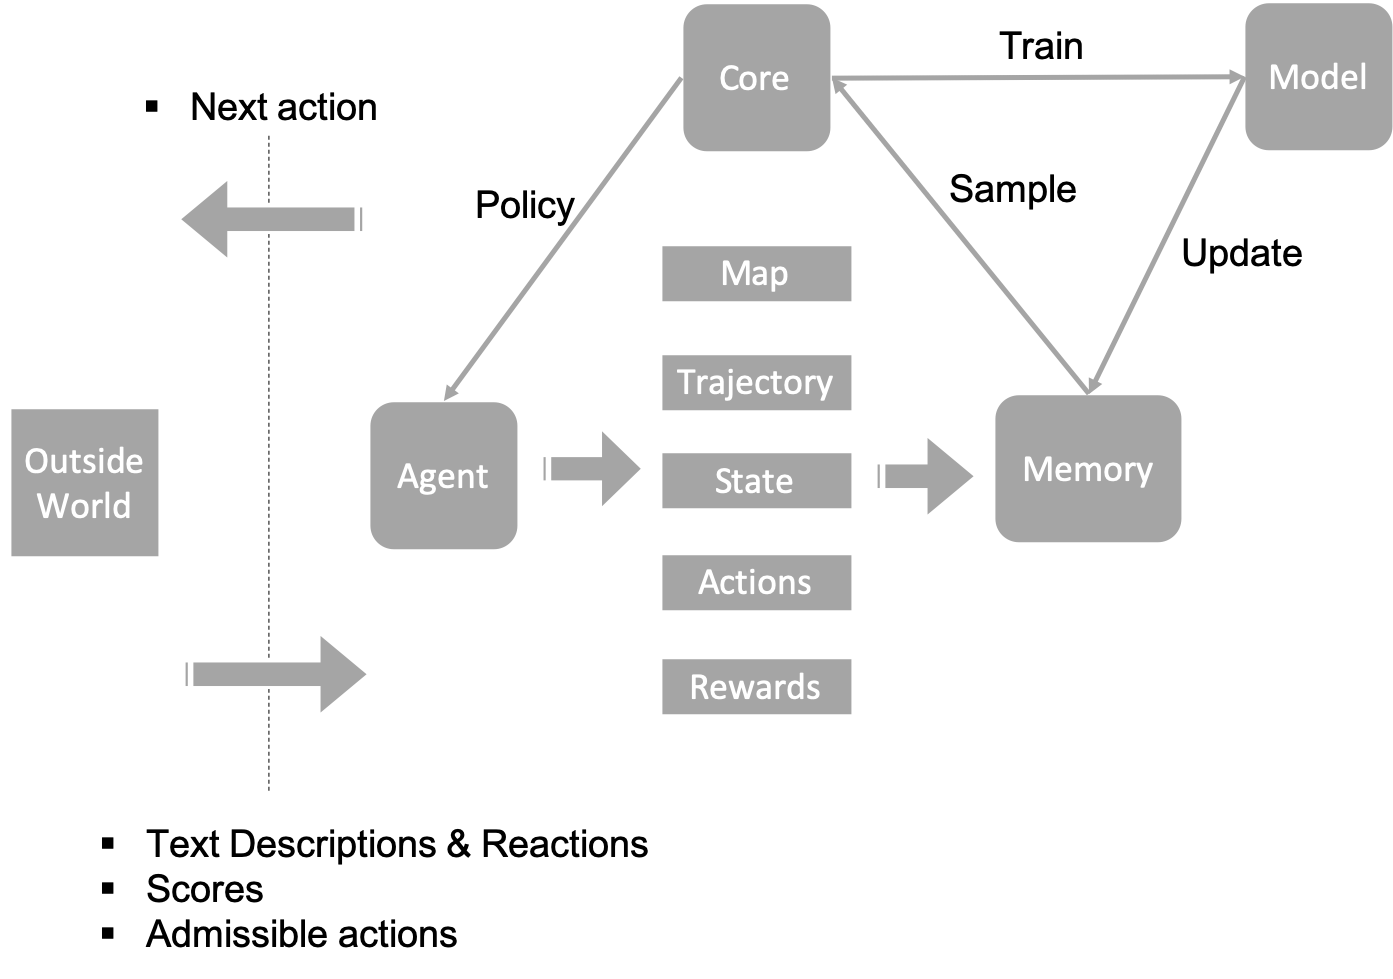 Core
Train
Model
▪ Next action
Policy
Sample
Update
Map
Trajectory
Outside
World
Agent
State
Memory
Actions
Rewards
▪ Text Descriptions & Reactions
▪ Scores
▪ Admissible actions